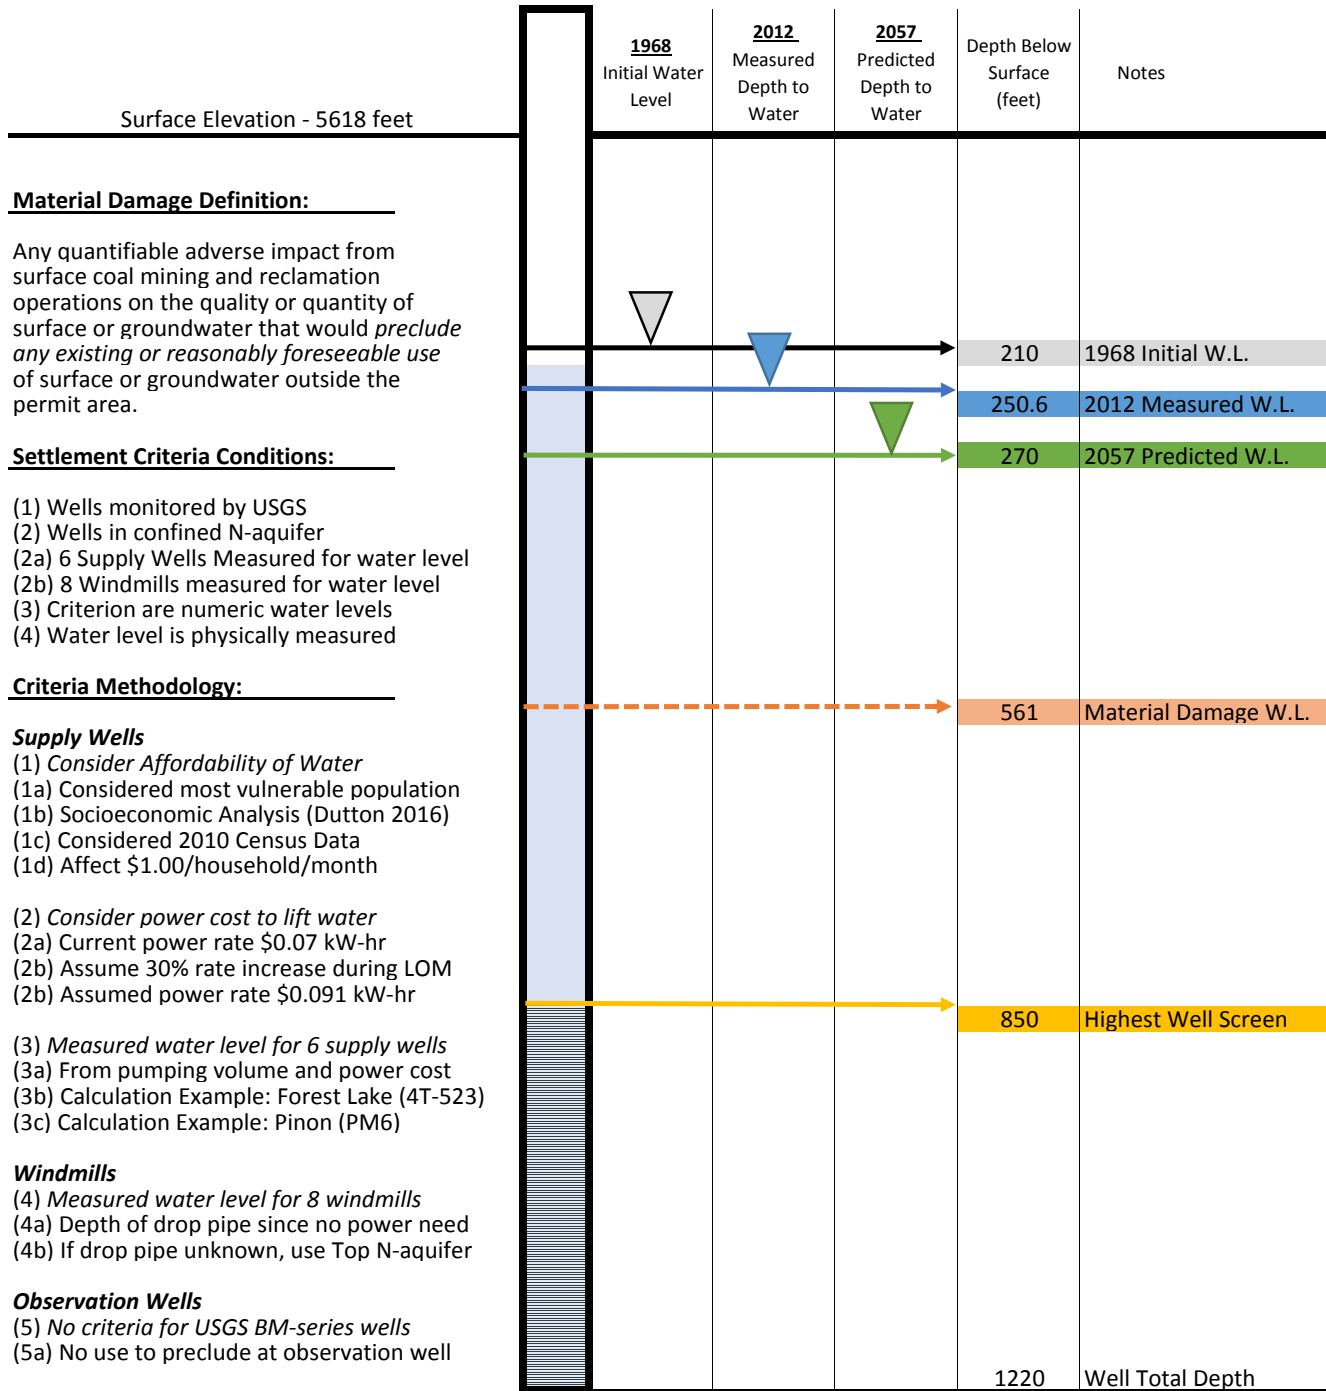 1968
Initial Water
Level
2012
Measured
Depth to
Water
2057
Predicted
Depth to
Water
Depth Below
Surface
(feet)
Notes
Surface Elevation - 5618 feet
Material Damage Definition:
Any quantifiable adverse impact from
surface coal mining and reclamation
operations on the quality or quantity of
surface or groundwater that would preclude
any existing or reasonably foreseeable use
of surface or groundwater outside the
permit area.
Settlement Criteria Conditions:
(1) Wells monitored by USGS
(2) Wells in confined N-aquifer
(2a) 6 Supply Wells Measured for water level
(2b) 8 Windmills measured for water level
(3) Criterion are numeric water levels
(4) Water level is physically measured
Criteria Methodology:
Supply Wells
(1) Consider Affordability of Water
(1a) Considered most vulnerable population
(1b) Socioeconomic Analysis (Dutton 2016)
(1c) Considered 2010 Census Data
(1d) Affect $1.00/household/month
(2) Consider power cost to lift water
(2a) Current power rate $0.07 kW-hr
(2b) Assume 30% rate increase during LOM
(2b) Assumed power rate $0.091 kW-hr
(3) Measured water level for 6 supply wells
(3a) From pumping volume and power cost
(3b) Calculation Example: Forest Lake (4T-523)
(3c) Calculation Example: Pinon (PM6)
Windmills
(4) Measured water level for 8 windmills
(4a) Depth of drop pipe since no power need
(4b) If drop pipe unknown, use Top N-aquifer
Observation Wells
(5) No criteria for USGS BM-series wells
(5a) No use to preclude at observation well
210 1968 Initial W.L.
250.6 2012 Measured W.L.
270 2057 Predicted W.L.
561 Material Damage W.L.
850 Highest Well Screen
1220 Well Total Depth